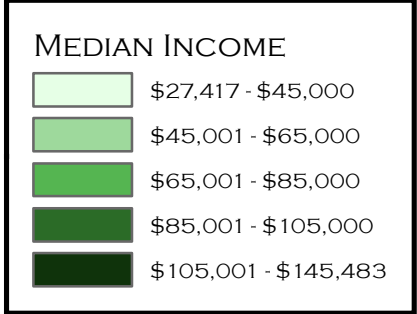 Median Income
$27,417 - $45,000
$45,001 - $65,000
$65,001 - $85,000
$85,001 - $105,000
$105,001 - $145,483